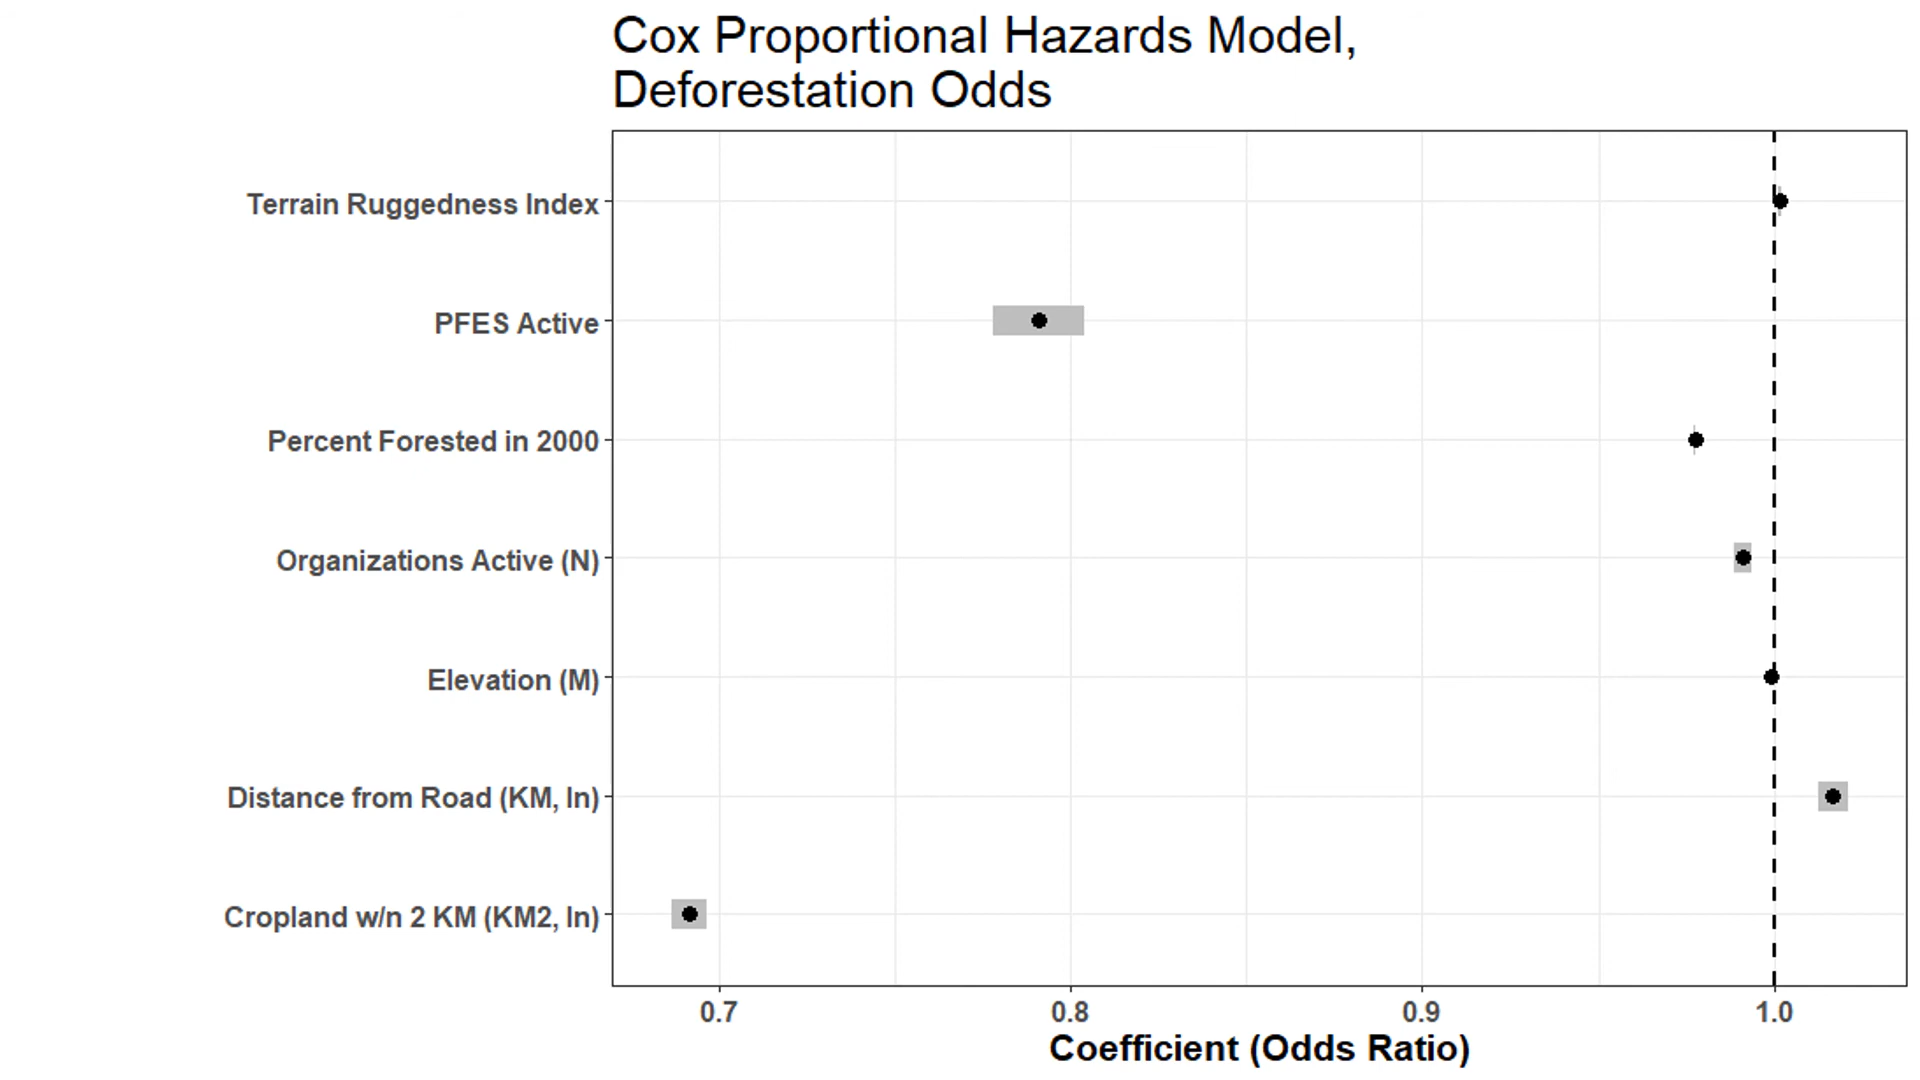 Cox Proportional Hazards Model,
Deforestation Odds
Terrain Ruggedness Index
PFES Active
Percent Forested in 2000
Organizations Active (N)
Elevation (M)
Distance from Road (KM, ln)
Cropland w/n 2 KM (KM2, ln)
0.7 0.8 0.9 1.0
Coefficient (Odds Ratio)